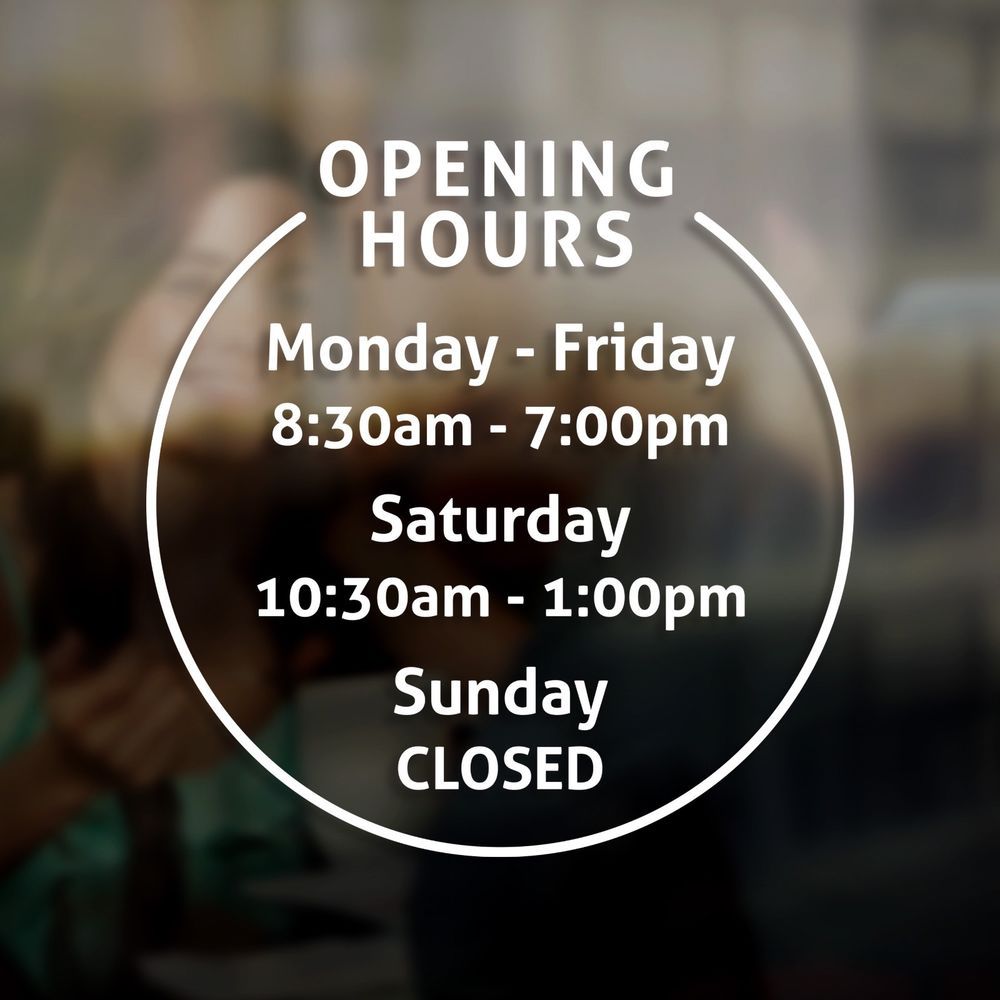 OPENING
HOURS
Monday - Friday
8:30am - 7:00pm
Saturday
10:30am - 1:00pm
Sunday
CLOSED